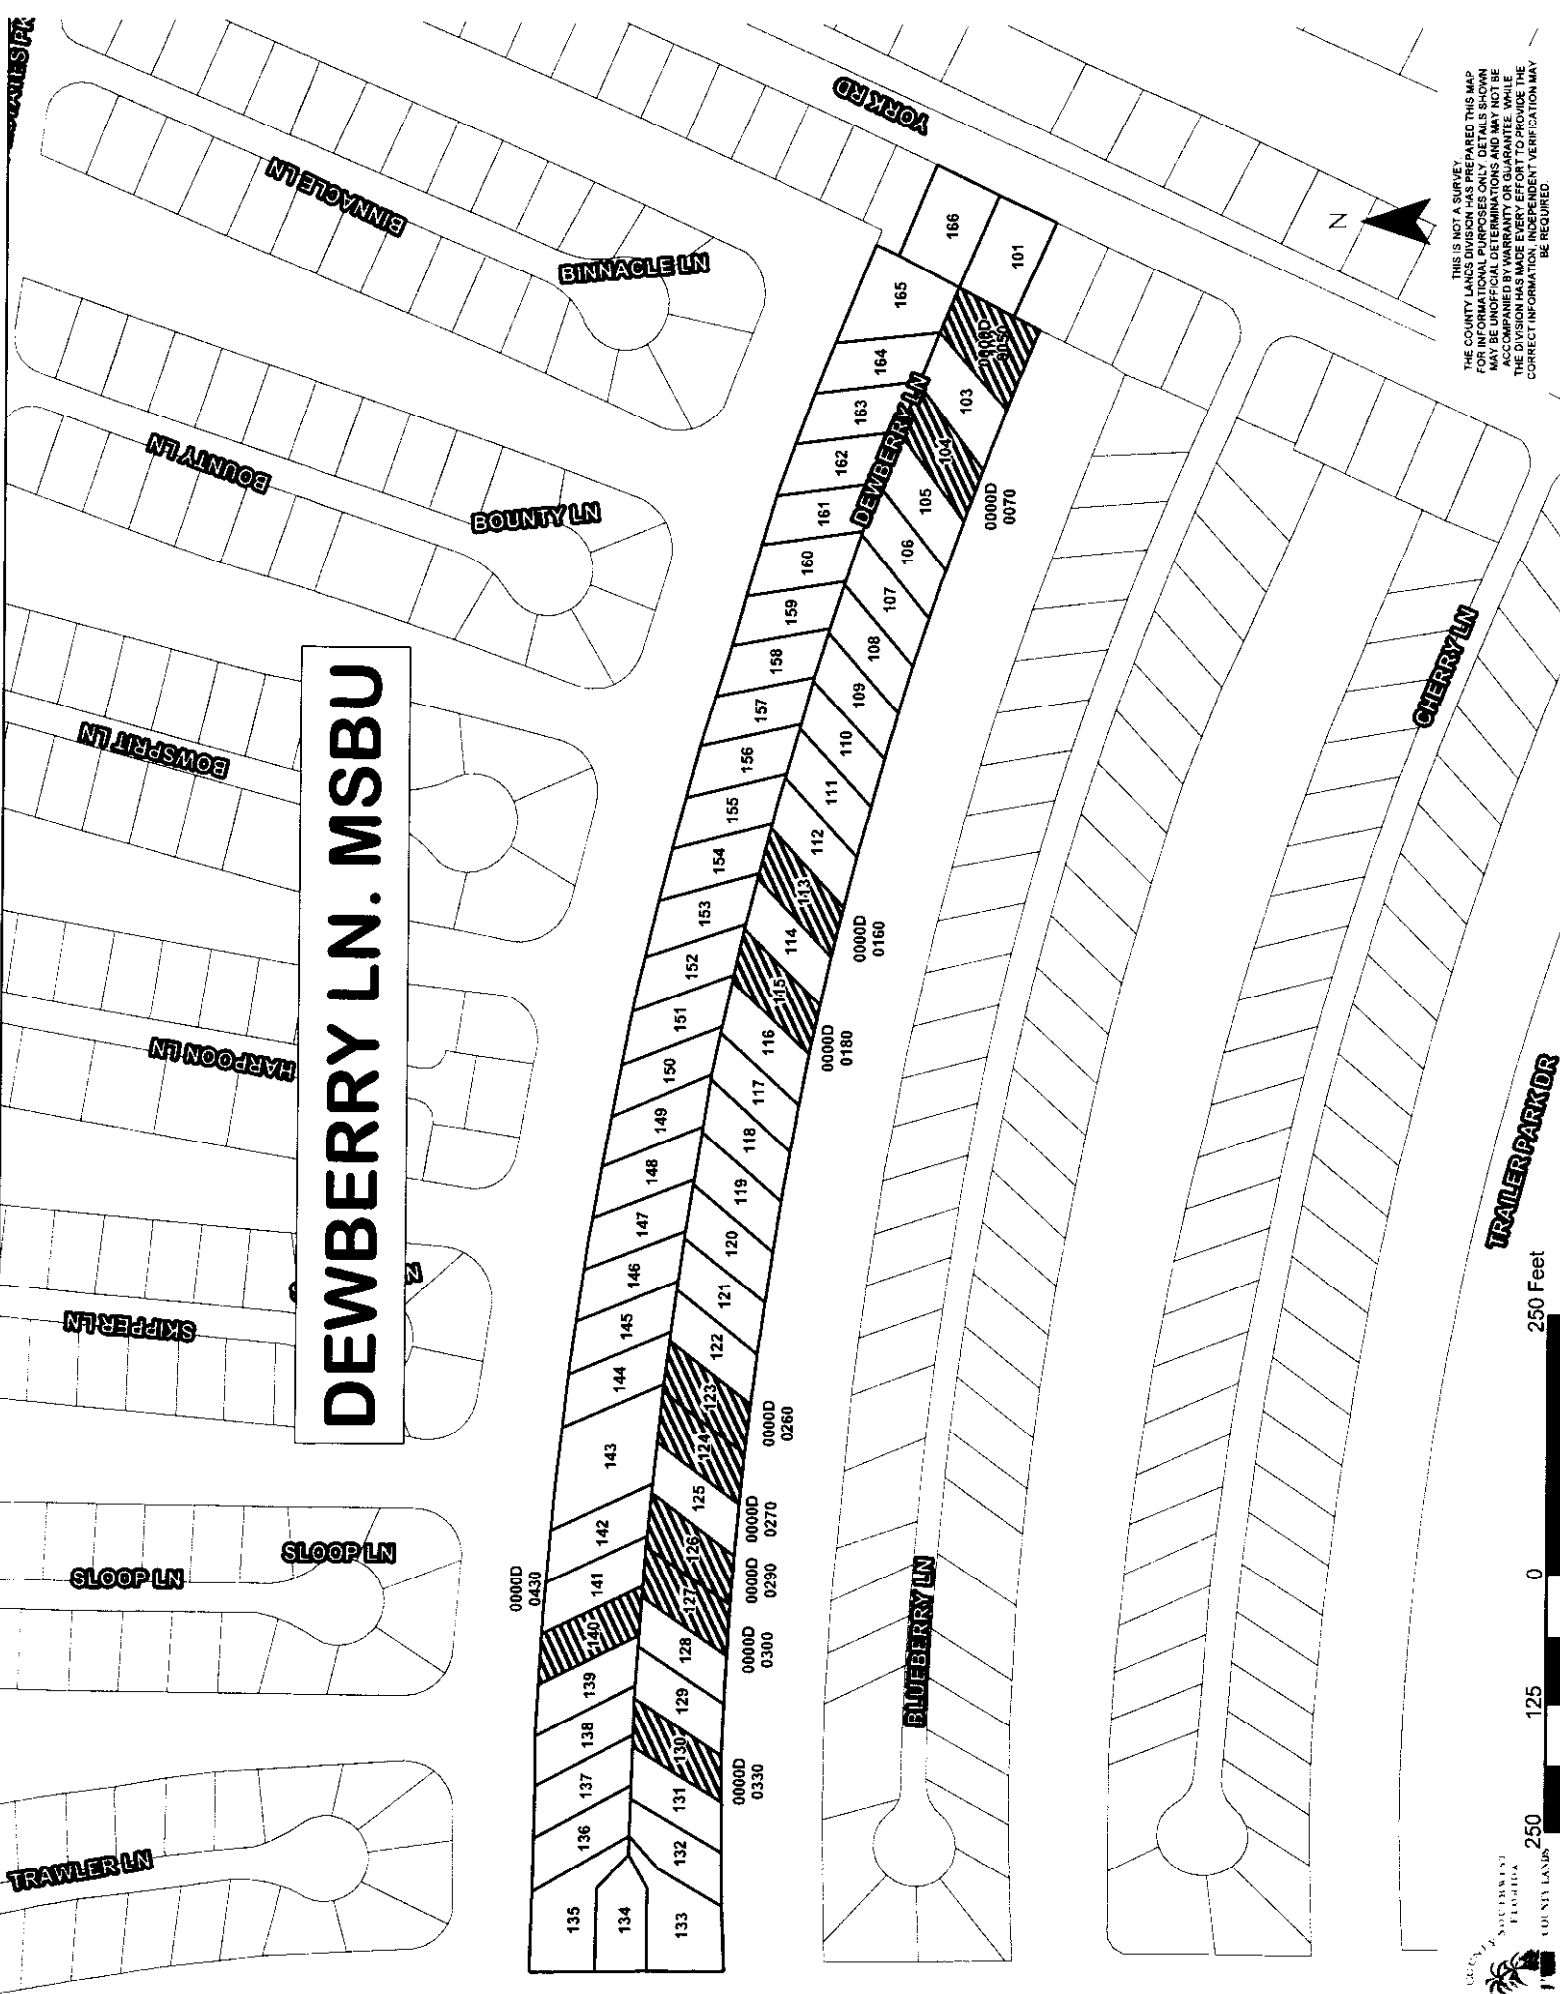 DEWBERRY LN. MSBU
TRAWLER LN
SLOOP LN
SLOOP LN
SKIPPER LN
HARPOON LN
BOWSPRIT LN
BOUNTY LN
BOUNTY LN
BINNACLE LN
BINNACLE LN
YORK RD
DEWBERRY LN
BLUEBERRY LN
CHERRY LN
TRAILER PARK DR
135
134
133
136
137
138
139
140
141
142
143
144
145
146
147
148
149
150
151
152
153
154
155
156
157
158
159
160
161
162
163
164
165
166
132
131
130
129
128
127
126
125
124
123
122
121
120
119
118
117
116
115
114
113
112
111
110
109
108
107
106
105
104
103
101
0000D
0430
0000D
0330
0000D
0300
0000D
0290
0000D
0270
0000D
0260
0000D
0180
0000D
0160
0000D
0070
0000D
0050
N
250
125
0
250 Feet
THIS IS NOT A SURVEY.
THE COUNTY LANDS DIVISION HAS PREPARED THIS MAP
FOR INFORMATIONAL PURPOSES ONLY. DETAILS SHOWN
MAY BE UNOFFICIAL DETERMINATIONS AND MAY NOT BE
ACCOMPANIED BY WARRANTY OR GUARANTEE. WHILE
THE DIVISION HAS MADE EVERY EFFORT TO PROVIDE THE
CORRECT INFORMATION, INDEPENDENT VERIFICATION MAY
BE REQUIRED.
COUNTY LANDS